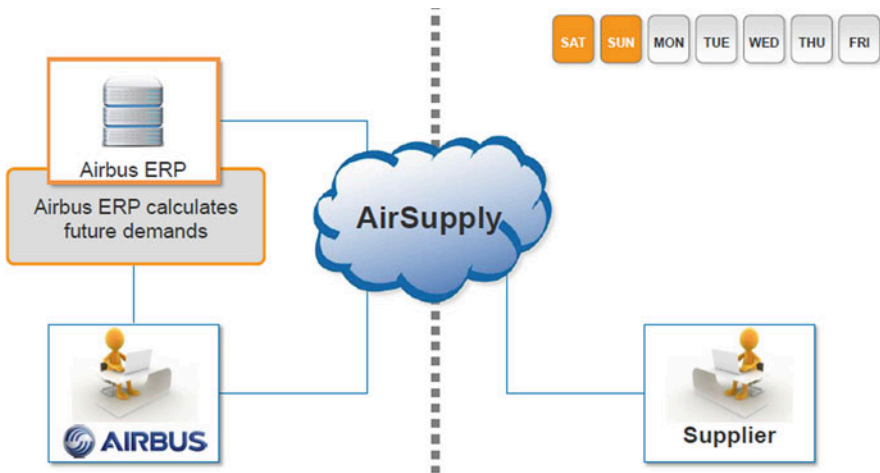 SAT SUN MON TUE WED THU FRI
Airbus ERP
Airbus ERP calculates
future demands
AirSupply
AIRBUS
Supplier